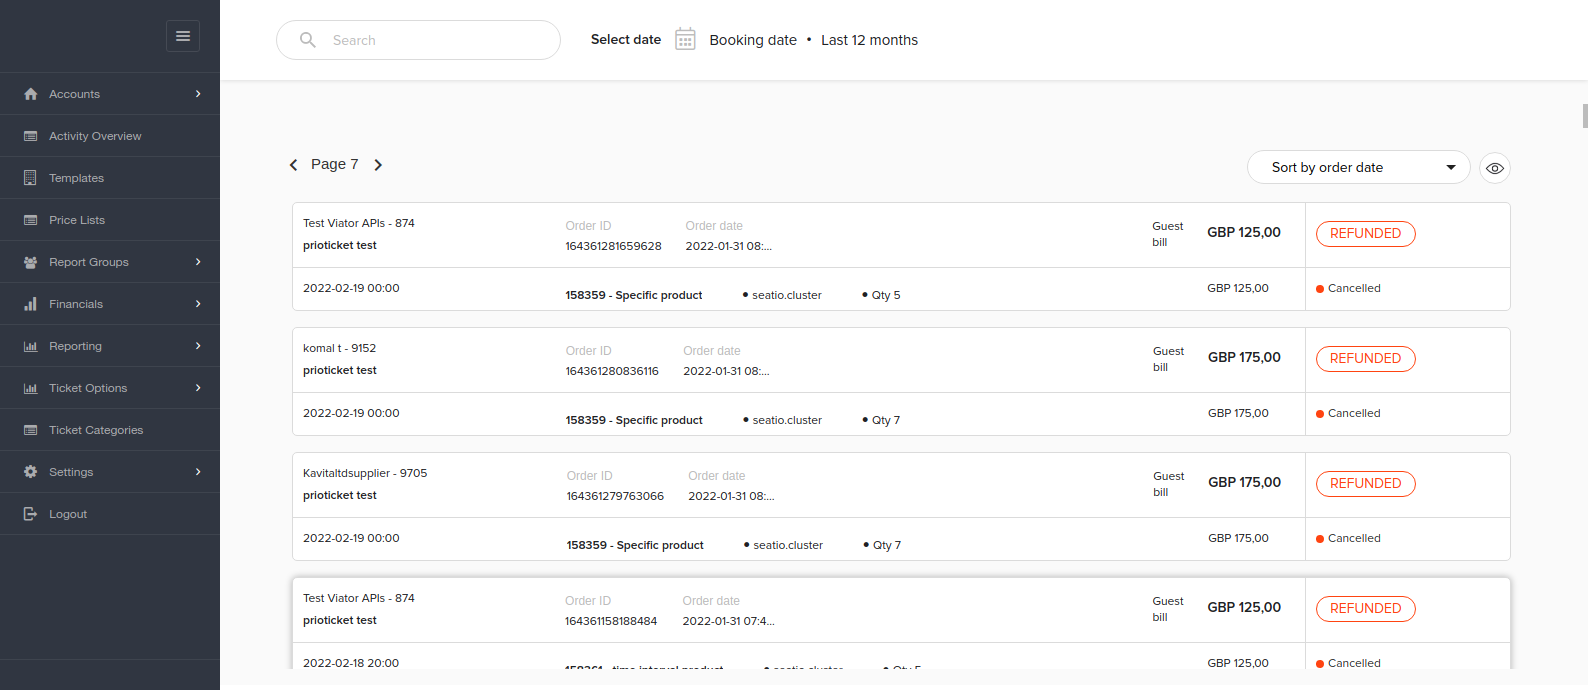 Search
Select date Booking date • Last 12 months
Accounts
Activity Overview
Templates
Price Lists
Report Groups
Financials
Reporting
Ticket Options
Ticket Categories
Settings
Logout
Page 7
Sort by order date
Test Viator APIs - 874 Order ID Order date Guest bill GBP 125,00 REFUNDED
prioticket test 164361281659628 2022-01-31 08:...
2022-02-19 00:00 158359 - Specific product • seatio.cluster • Qty 5 GBP 125,00 Cancelled
komal t - 9152 Order ID Order date Guest bill GBP 175,00 REFUNDED
prioticket test 164361280836116 2022-01-31 08:...
2022-02-19 00:00 158359 - Specific product • seatio.cluster • Qty 7 GBP 175,00 Cancelled
Kavitaltdsupplier - 9705 Order ID Order date Guest bill GBP 175,00 REFUNDED
prioticket test 164361279763066 2022-01-31 08:...
2022-02-19 00:00 158359 - Specific product • seatio.cluster • Qty 7 GBP 175,00 Cancelled
Test Viator APIs - 874 Order ID Order date Guest bill GBP 125,00 REFUNDED
prioticket test 164361158188484 2022-01-31 07:4...
2022-02-18 20:00 158361 - time interval product • seatio.cluster • Qty 5 GBP 125,00 Cancelled